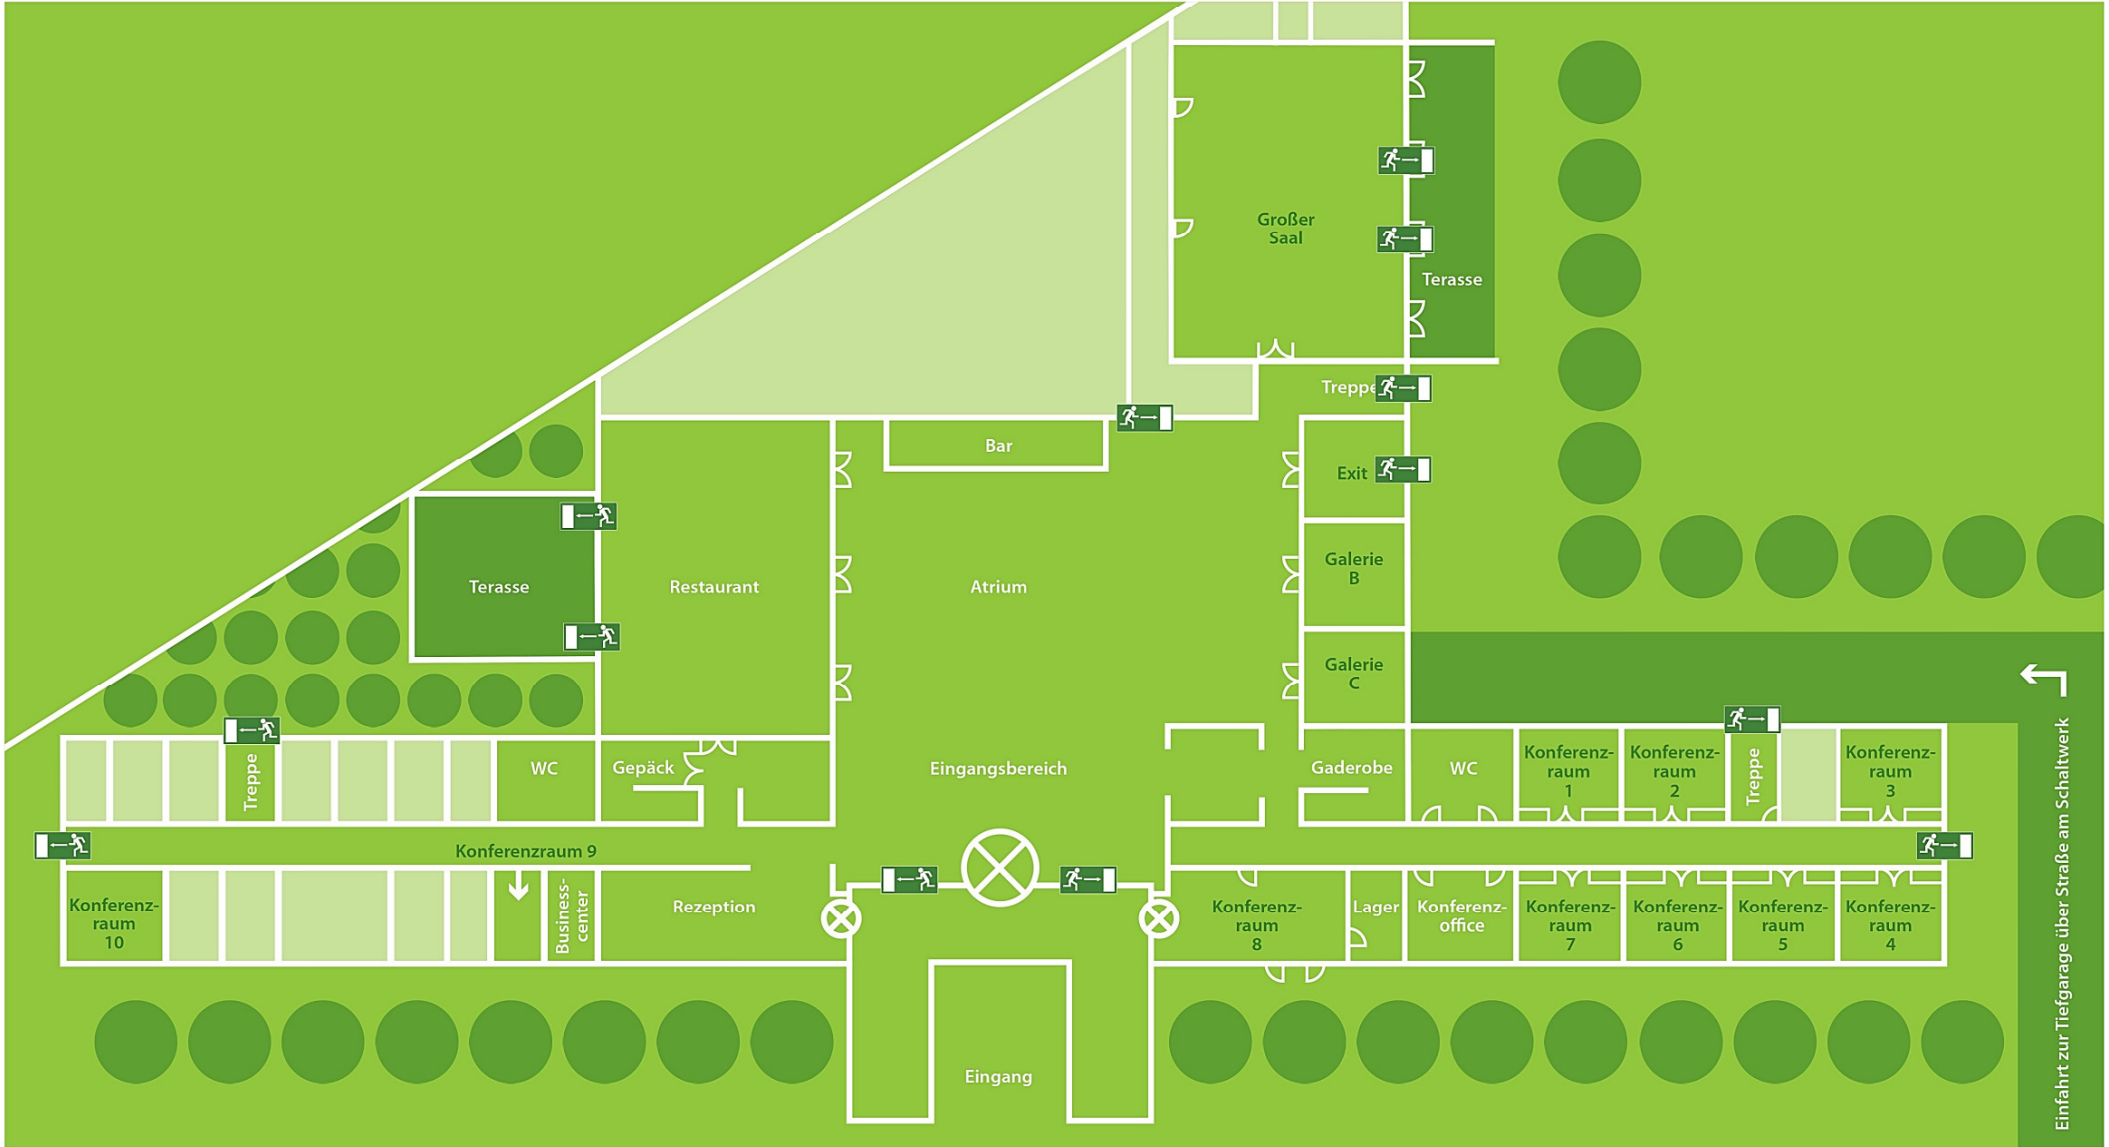 Großer
Saal
Terasse
Treppe
Bar
Exit
Terasse
Restaurant
Atrium
Galerie
B
Galerie
C
Treppe
WC
Gepäck
Eingangsbereich
Gaderobe
WC
Konferenz-
raum
1
Konferenz-
raum
2
Treppe
Konferenz-
raum
3
Konferenzraum 9
Konferenz-
raum
10
Business-
center
Rezeption
Konferenz-
raum
8
Lager
Konferenz-
office
Konferenz-
raum
7
Konferenz-
raum
6
Konferenz-
raum
5
Konferenz-
raum
4
Eingang
Einfahrt zur Tiefgarage über Straße am Schaltwerk